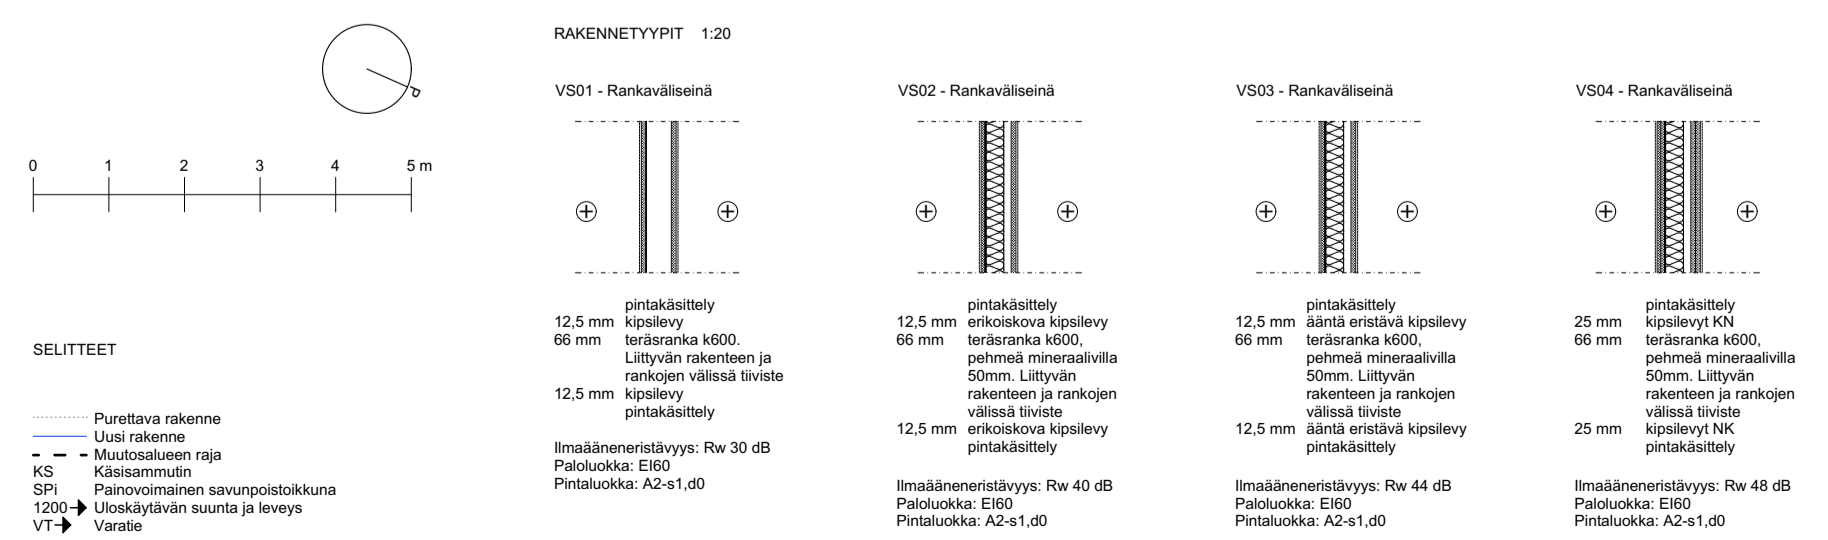 P
0 1 2 3 4 5 m
SELITTEET
Purettava rakenne
Uusi rakenne
Muutosalueen raja
KS Käsisammutin
SPi Painovoimainen savunpoistoikkuna
1200 Uloskäytävän suunta ja leveys
VT Varatie
RAKENNETYYPIT 1:20
VS01 - Rankaväliseinä
pintakäsittely
12,5 mm kipsilevy
66 mm teräsranka k600.
Liittyvän rakenteen ja
rankojen välissä tiiviste
12,5 mm kipsilevy
pintakäsittely
Ilmaääneneristävyys: Rw 30 dB
Paloluokka: EI60
Pintaluokka: A2-s1,d0
VS02 - Rankaväliseinä
pintakäsittely
12,5 mm erikoiskova kipsilevy
66 mm teräsranka k600,
pehmeä mineraalivilla
50mm. Liittyvän
rakenteen ja rankojen
välissä tiiviste
12,5 mm erikoiskova kipsilevy
pintakäsittely
Ilmaääneneristävyys: Rw 40 dB
Paloluokka: EI60
Pintaluokka: A2-s1,d0
VS03 - Rankaväliseinä
pintakäsittely
12,5 mm ääntä eristävä kipsilevy
66 mm teräsranka k600,
pehmeä mineraalivilla
50mm. Liittyvän
rakenteen ja rankojen
välissä tiiviste
12,5 mm ääntä eristävä kipsilevy
pintakäsittely
Ilmaääneneristävyys: Rw 44 dB
Paloluokka: EI60
Pintaluokka: A2-s1,d0
VS04 - Rankaväliseinä
pintakäsittely
25 mm kipsilevyt KN
66 mm teräsranka k600,
pehmeä mineraalivilla
50mm. Liittyvän
rakenteen ja rankojen
välissä tiiviste
25 mm kipsilevyt NK
pintakäsittely
Ilmaääneneristävyys: Rw 48 dB
Paloluokka: EI60
Pintaluokka: A2-s1,d0